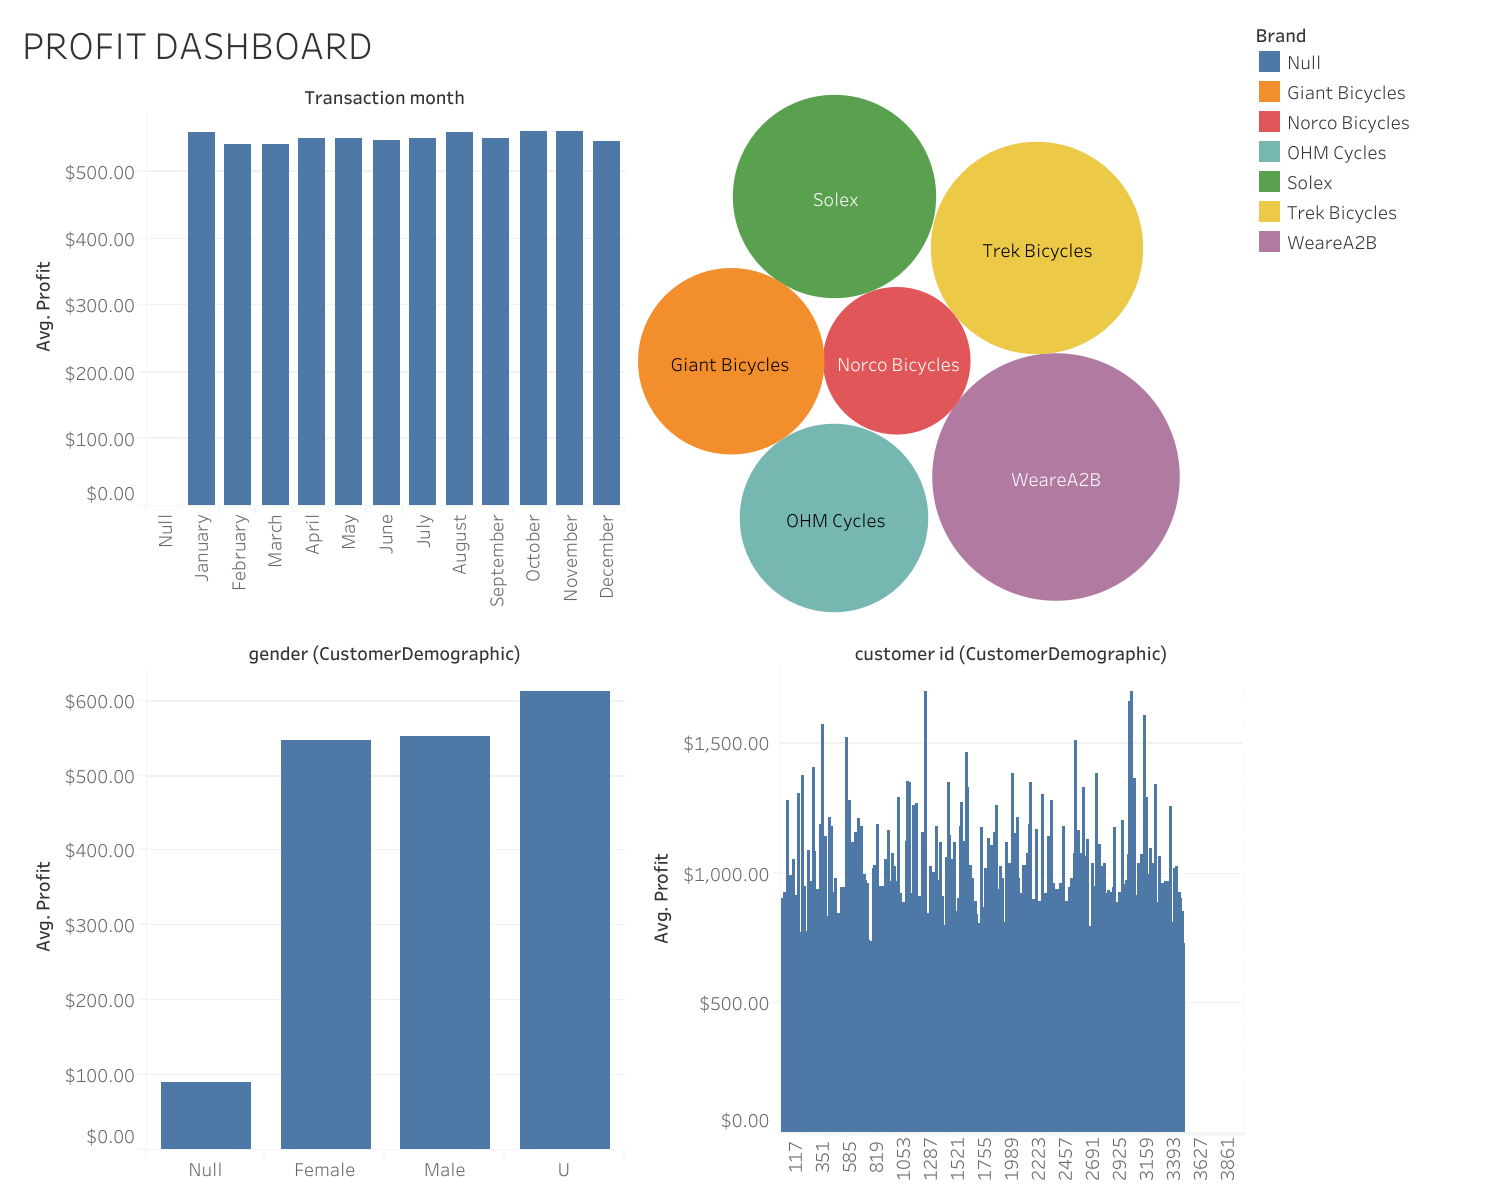 PROFIT DASHBOARD
Transaction month
Avg. Profit
$500.00
$400.00
$300.00
$200.00
$100.00
$0.00
Null
January
February
March
April
May
June
July
August
September
October
November
December
Solex
Trek Bicycles
Giant Bicycles
Norco Bicycles
WeareA2B
OHM Cycles
Brand
Null
Giant Bicycles
Norco Bicycles
OHM Cycles
Solex
Trek Bicycles
WeareA2B
gender (CustomerDemographic)
Avg. Profit
$600.00
$500.00
$400.00
$300.00
$200.00
$100.00
$0.00
Null
Female
Male
U
customer id (CustomerDemographic)
Avg. Profit
$1,500.00
$1,000.00
$500.00
$0.00
117
351
585
819
1053
1287
1521
1755
1989
2223
2457
2691
2925
3159
3393
3627
3861